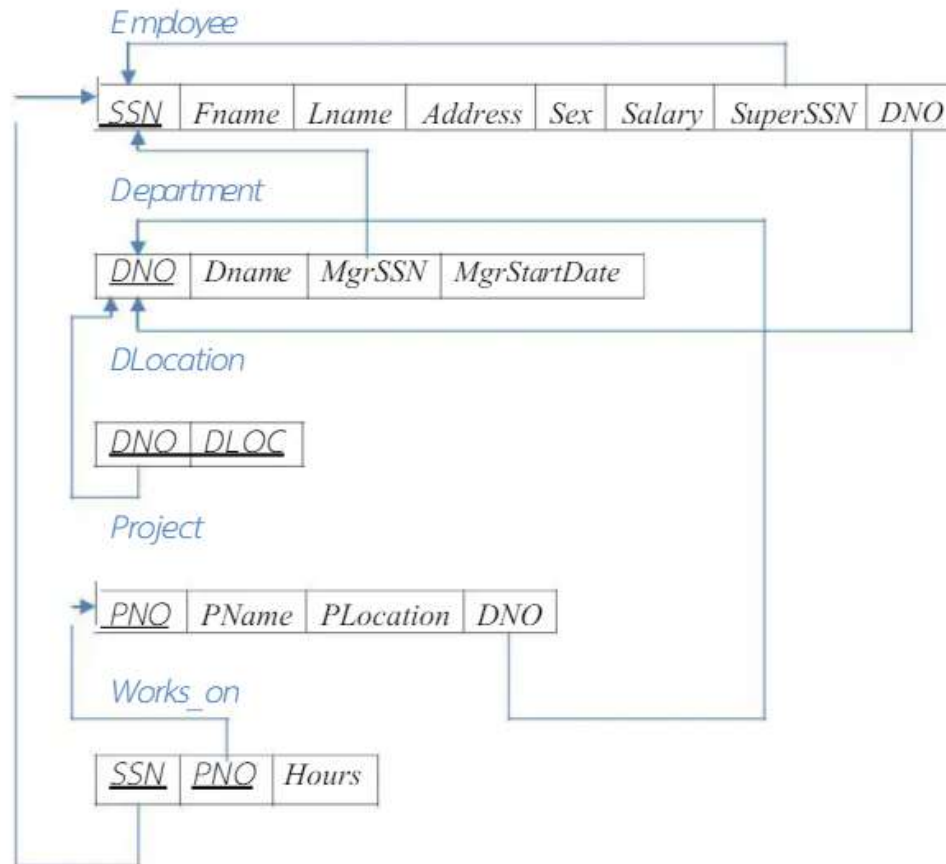 Employee
SSN Fname Lname Address Sex Salary SuperSSN DNO
Department
DNO Dname MgrSSN MgrStartDate
DLocation
DNO DLOC
Project
PNO PName PLocation DNO
Works_on
SSN PNO Hours